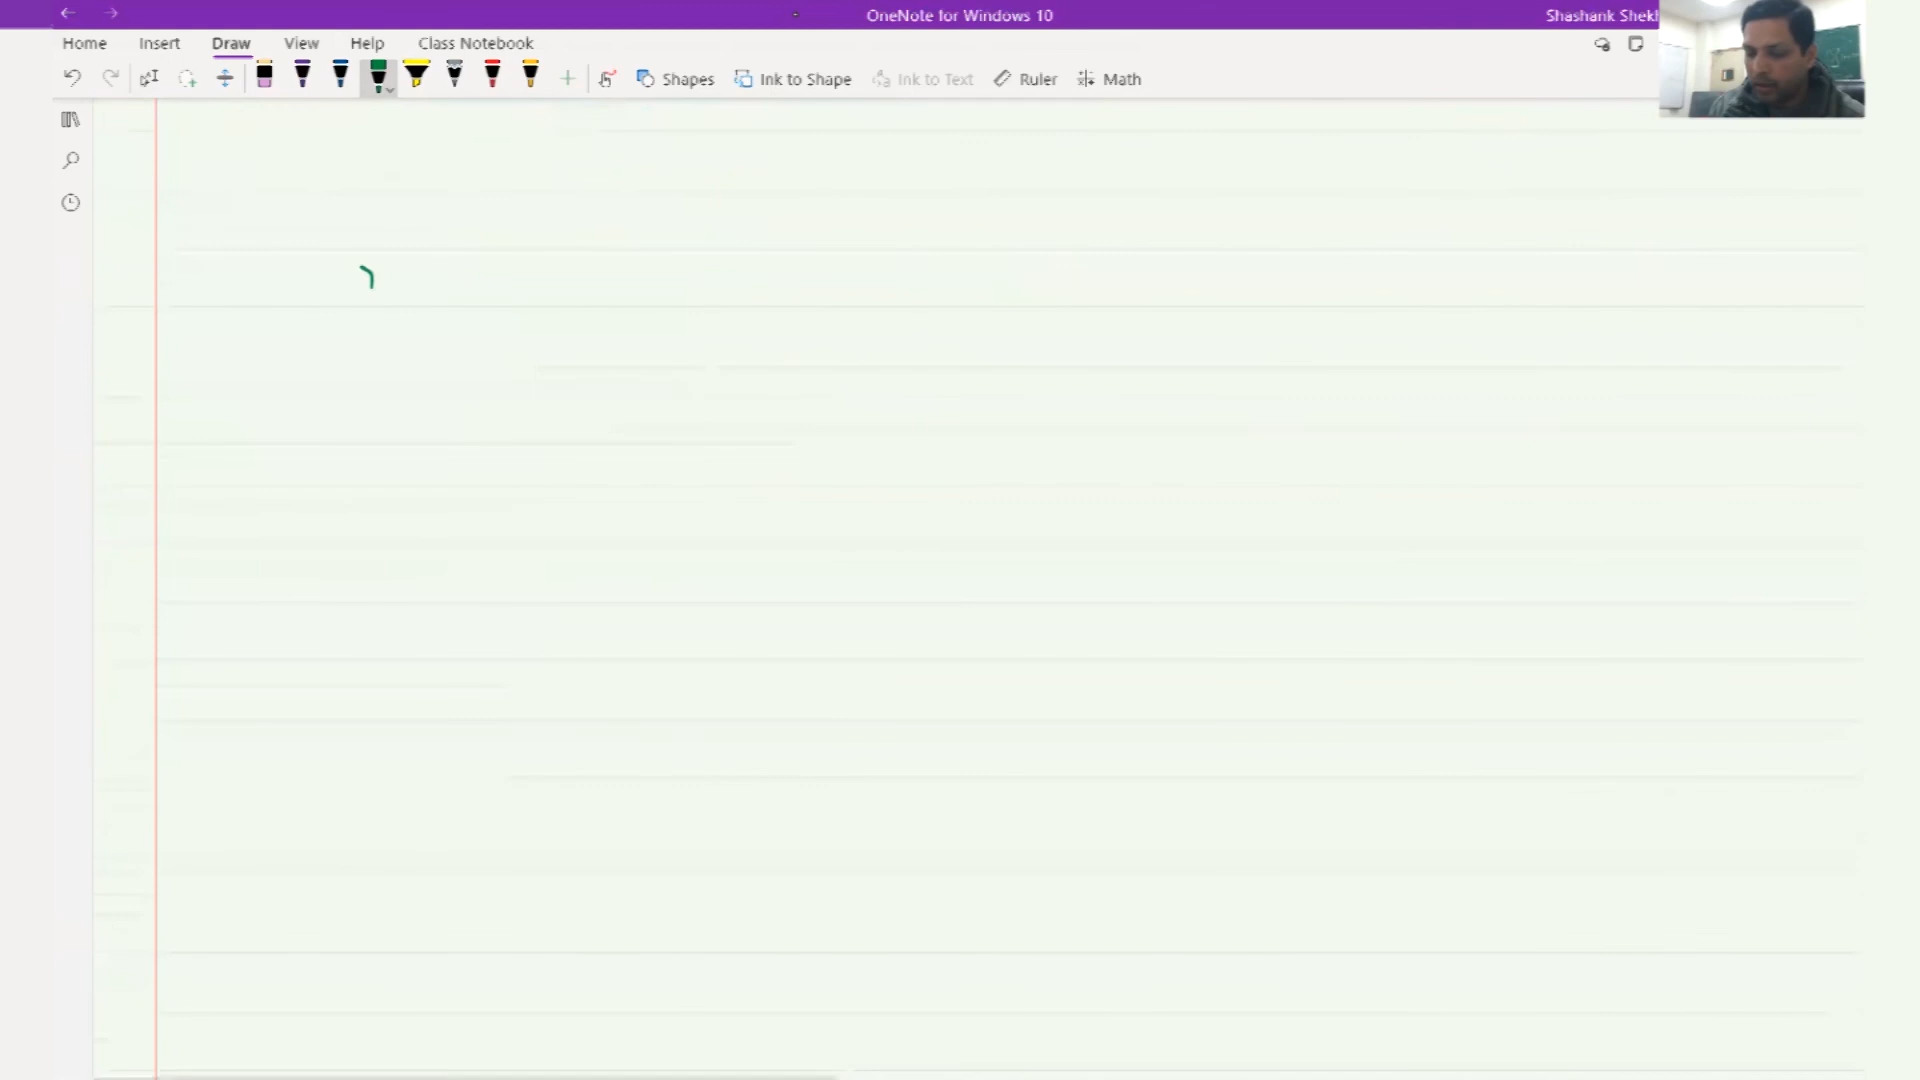 OneNote for Windows 10
Shashank Shekh
Home Insert Draw View Help Class Notebook
Shapes Ink to Shape Ink to Text Ruler Math